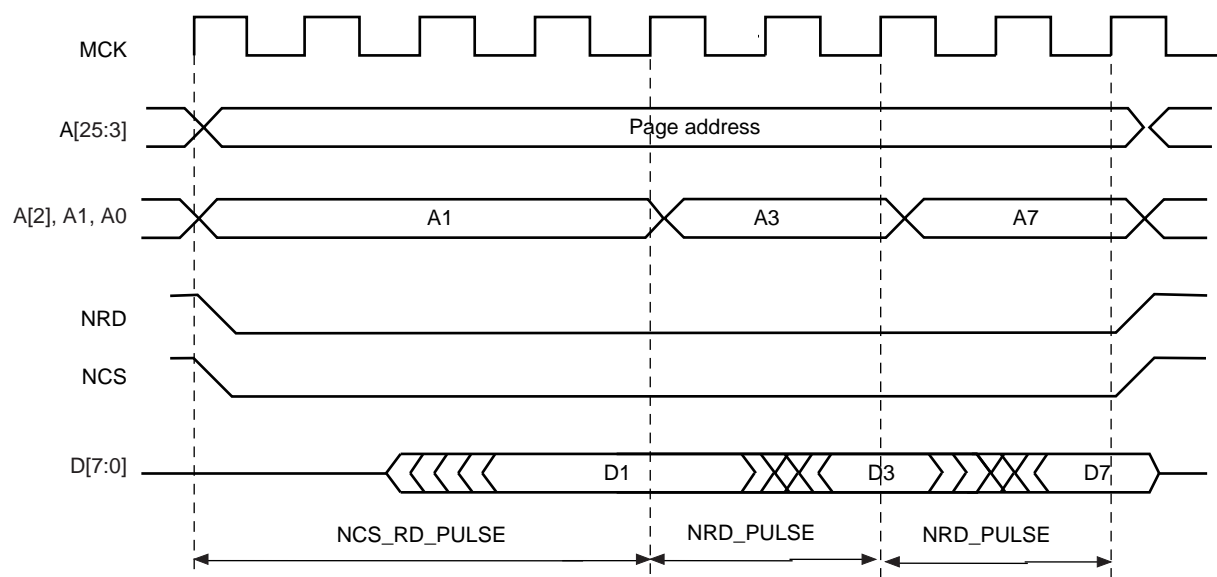 MCK
A[25:3]
Page address
A[2], A1, A0
A1
A3
A7
NRD
NCS
D[7:0]
D1
D3
D7
NCS_RD_PULSE
NRD_PULSE
NRD_PULSE